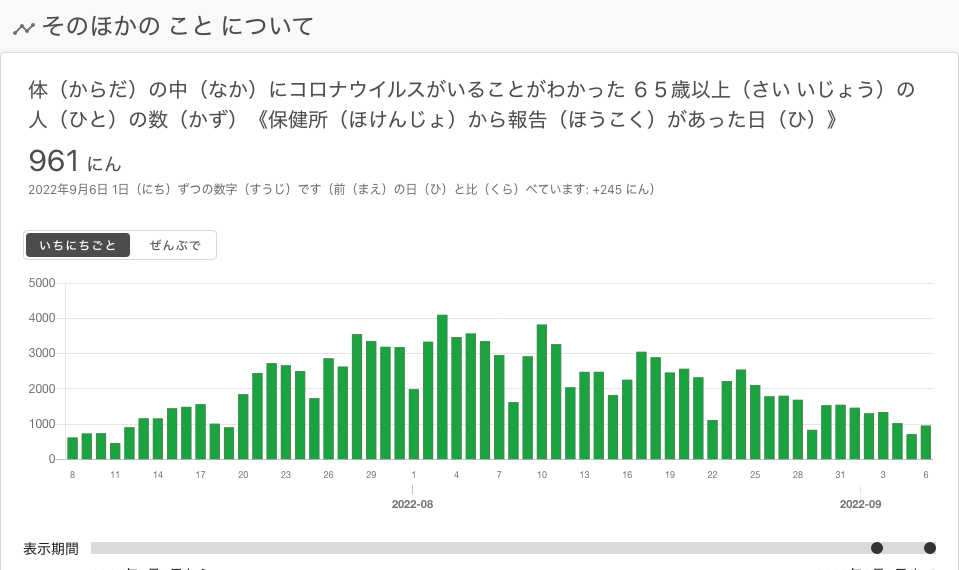 そのほかの こと について
体（からだ）の中（なか）にコロナウイルスがいることがわかった ６５歳以上（さい いじょう）の
人（ひと）の数（かず）《保健所（ほけんじょ）から報告（ほうこく）があった日（ひ）》
961 にん
2022年9月6日 1日（にち）ずつの数字（すうじ）です（前（まえ）の日（ひ）と比（くら）べています: +245 にん）
いちにちごと ぜんぶで
5000
4000
3000
2000
1000
0
8 11 14 17 20 23 26 29 1 4 7 10 13 16 19 22 25 28 31 3 6
2022-08 2022-09
表示期間